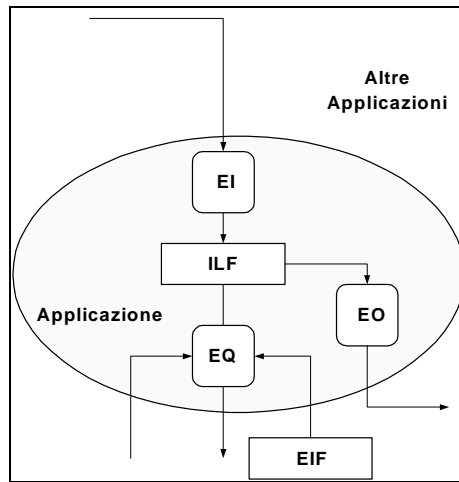 Altre
Applicazioni
EI
ILF
Applicazione
EO
EQ
EIF